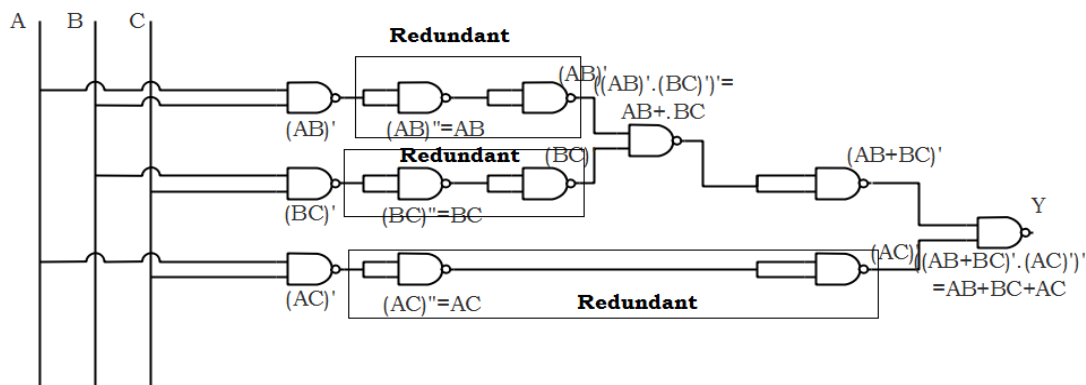 A B C
Redundant
(AB)'
((AB)'.(BC)')'=
AB+.BC
(AB)'
(AB)''=AB
Redundant
(BC)
(AB+BC)'
(BC)'
(BC)''=BC
Y
(AC)'
((AB+BC)'.(AC)')'
=AB+BC+AC
(AC)'
(AC)''=AC
Redundant